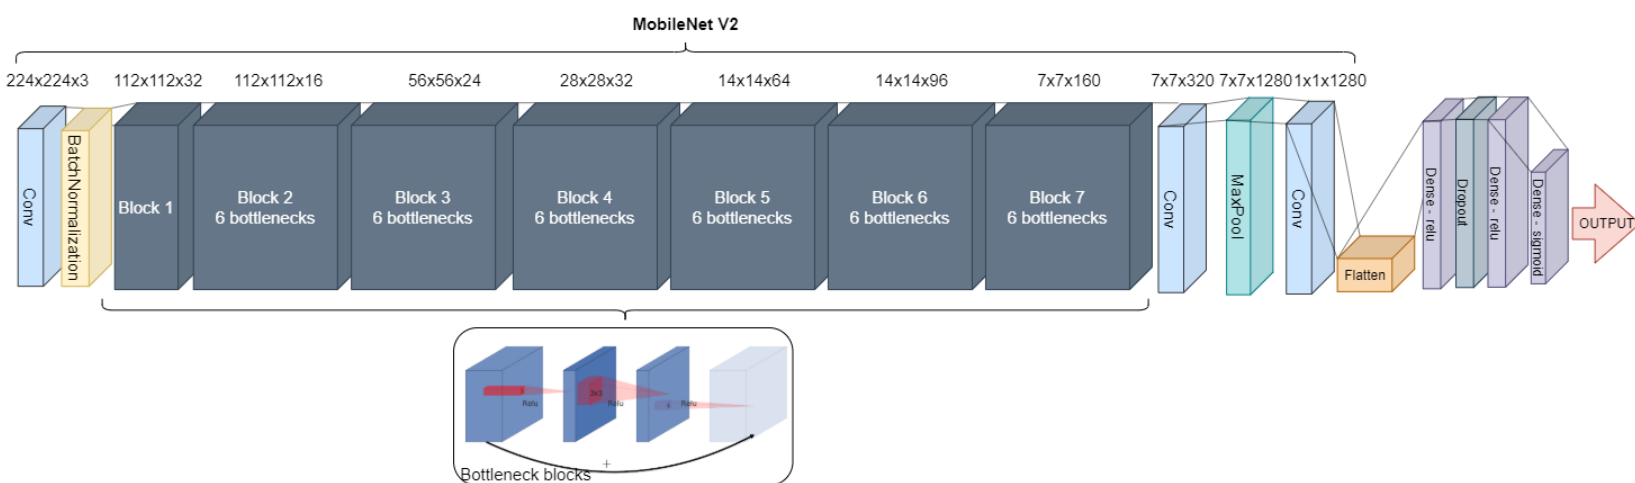 MobileNet V2
224x224x3
112x112x32
112x112x16
56x56x24
28x28x32
14x14x64
14x14x96
7x7x160
7x7x320
7x7x1280
1x1x1280
Conv
BatchNormalization
Block 1
Block 2
6 bottlenecks
Block 3
6 bottlenecks
Block 4
6 bottlenecks
Block 5
6 bottlenecks
Block 6
6 bottlenecks
Block 7
6 bottlenecks
Conv
MaxPool
Conv
Flatten
Dense - relu
Dropout
Dense - relu
Dense - sigmoid
OUTPUT
Relu
3x3
Relu
Relu
+
Bottleneck blocks